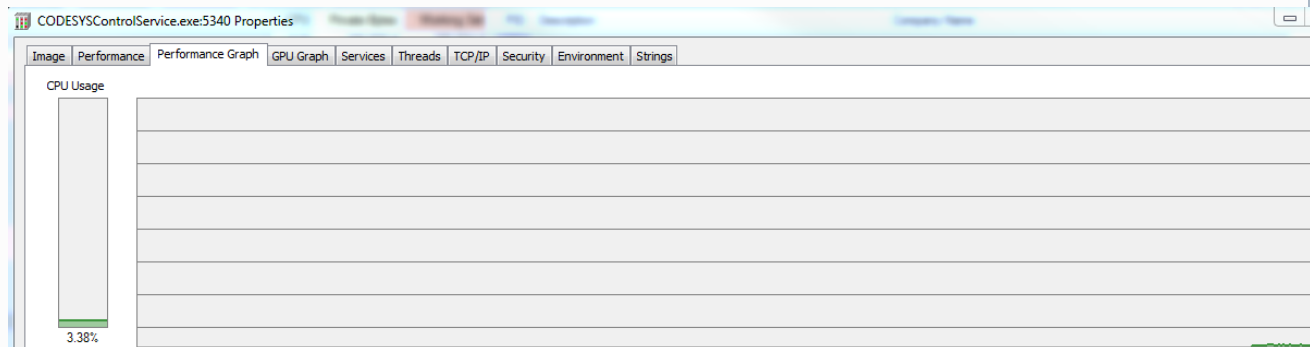 CODESYSControlService.exe:5340 Properties
Image Performance Performance Graph GPU Graph Services Threads TCP/IP Security Environment Strings
CPU Usage
3.38%